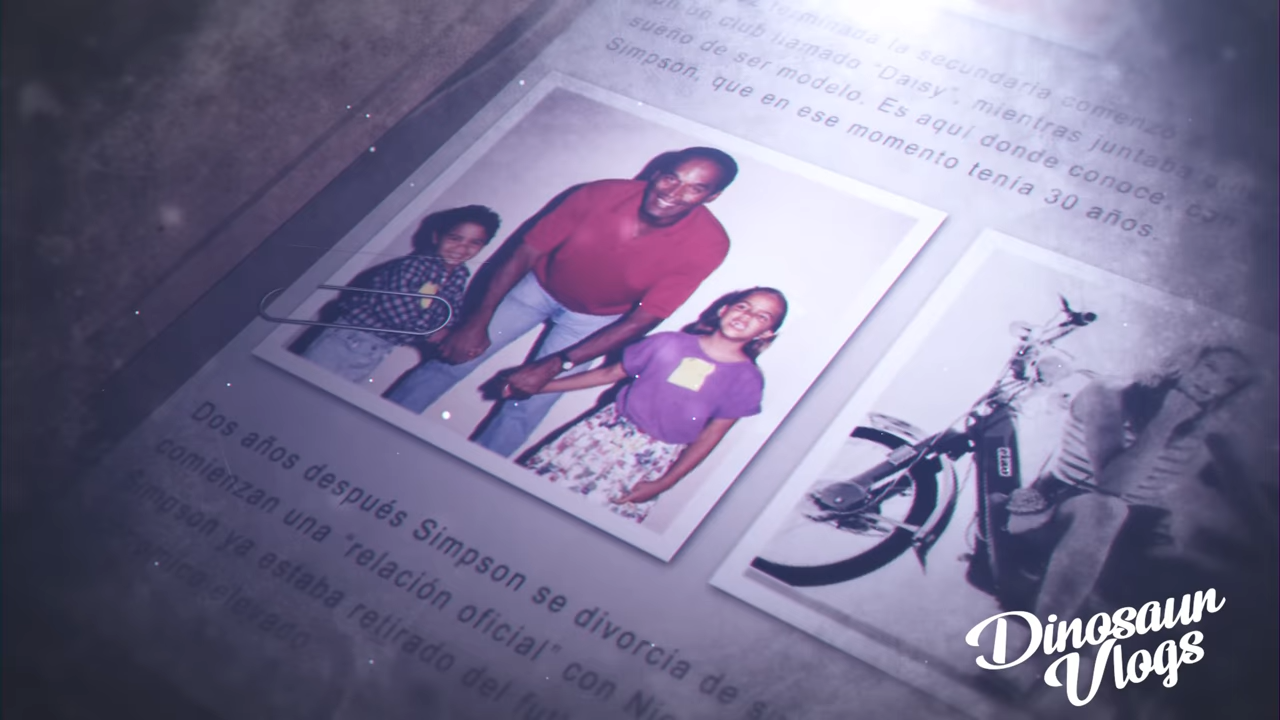 terminada la secundaria comenzó
un club llamado "Daisy", mientras juntaba
sueño de ser modelo. Es aquí donde conoce
Simpson, que en ese momento tenía 30 años.
Dos años después Simpson se divorcia de
comienzan una "relación oficial" con
Simpson ya estaba retirado del
Dinosaur
Vlogs